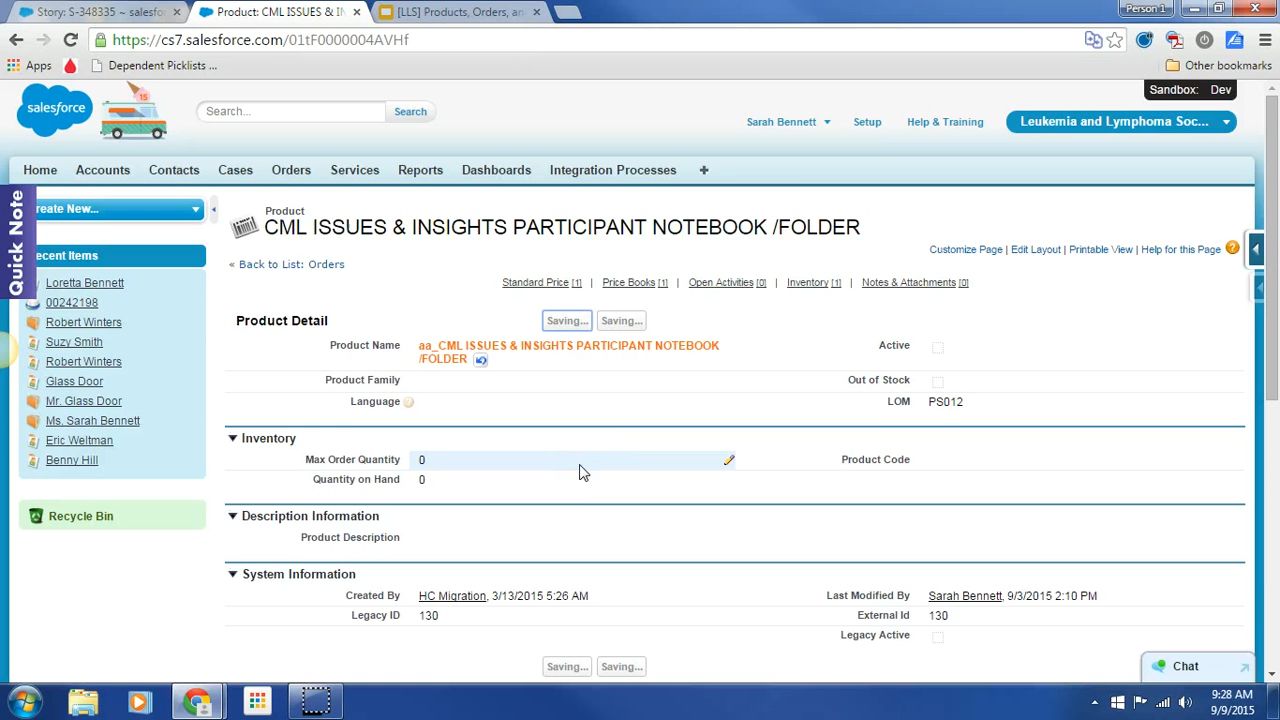 Story: S-348335 ~ salesfor
Product: CML ISSUES & IN
[LLS] Products, Orders, an
Person 1
https://cs7.salesforce.com/01tF0000004AVHf
Apps
Dependent Picklists ...
Other bookmarks
salesforce
15
Search...
Search
Sandbox: Dev
Sarah Bennett
Setup
Help & Training
Leukemia and Lymphoma Soc...
Home
Accounts
Contacts
Cases
Orders
Services
Reports
Dashboards
Integration Processes
Quick Note
reate New...
ecent Items
Loretta Bennett
00242198
Robert Winters
Suzy Smith
Robert Winters
Glass Door
Mr. Glass Door
Ms. Sarah Bennett
Eric Weltman
Benny Hill
Recycle Bin
Product
CML ISSUES & INSIGHTS PARTICIPANT NOTEBOOK /FOLDER
Customize Page | Edit Layout | Printable View | Help for this Page
« Back to List: Orders
Standard Price [1] | Price Books [1] | Open Activities [0] | Inventory [1] | Notes & Attachments [0]
Product Detail
Saving... Saving...
Product Name aa_CML ISSUES & INSIGHTS PARTICIPANT NOTEBOOK
/FOLDER
Active
Product Family
Out of Stock
Language
LOM PS012
Inventory
Max Order Quantity 0
Product Code
Quantity on Hand 0
Description Information
Product Description
System Information
Created By HC Migration, 3/13/2015 5:26 AM
Last Modified By Sarah Bennett, 9/3/2015 2:10 PM
Legacy ID 130
External Id 130
Legacy Active
Saving... Saving...
Chat
9:28 AM
9/9/2015